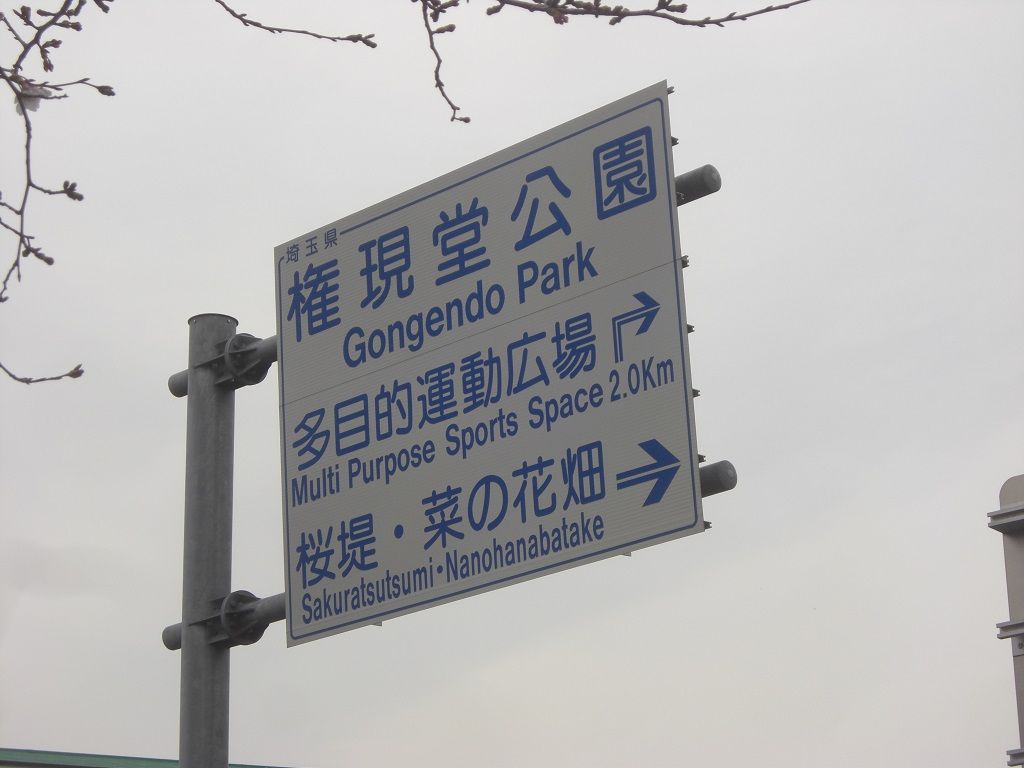 埼玉県
権現堂公園
Gongendo Park
多目的運動広場
Multi Purpose Sports Space 2.0Km
桜堤・菜の花畑
Sakuratsutsumi・Nanohanabatake